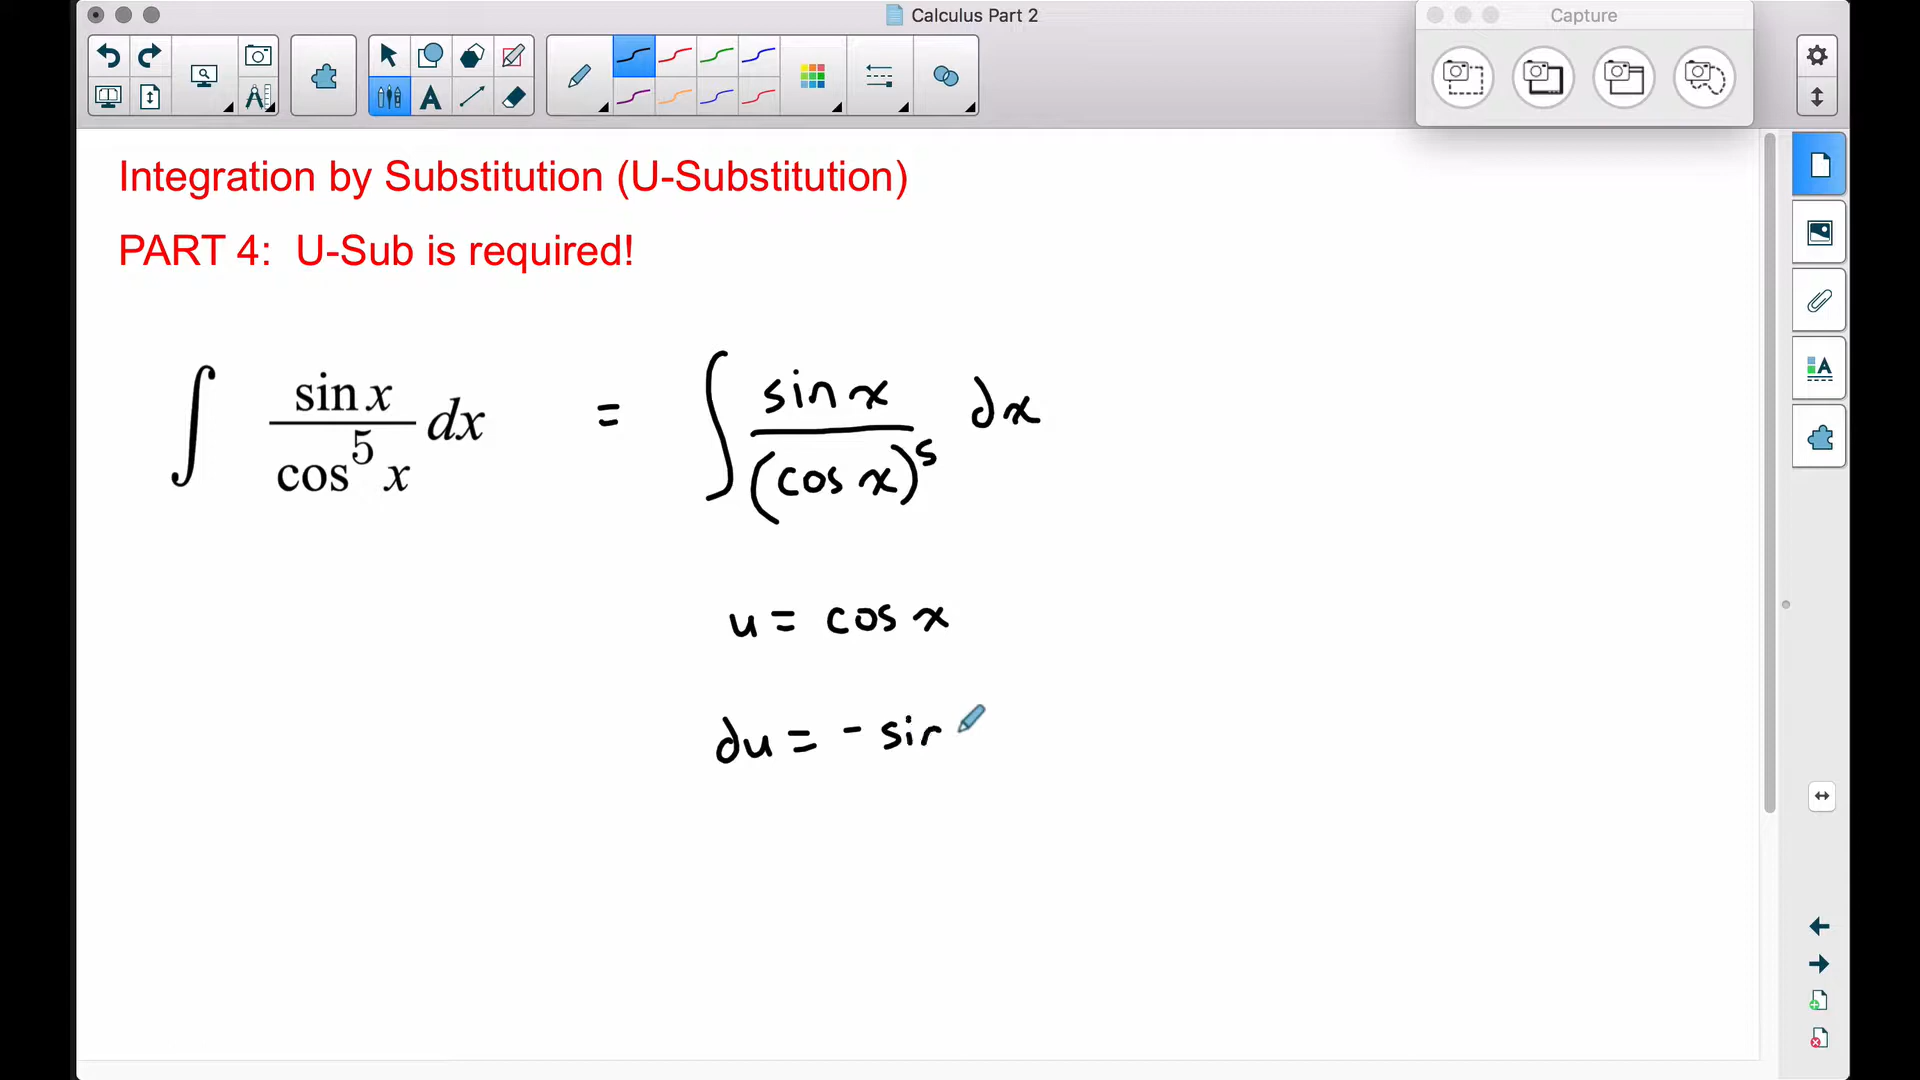 Calculus Part 2
Capture
Integration by Substitution (U-Substitution)
PART 4: U-Sub is required!
∫ sin x / cos⁵ x dx = ∫ sin x / (cos x)⁵ dx
u = cos x
du = - sin